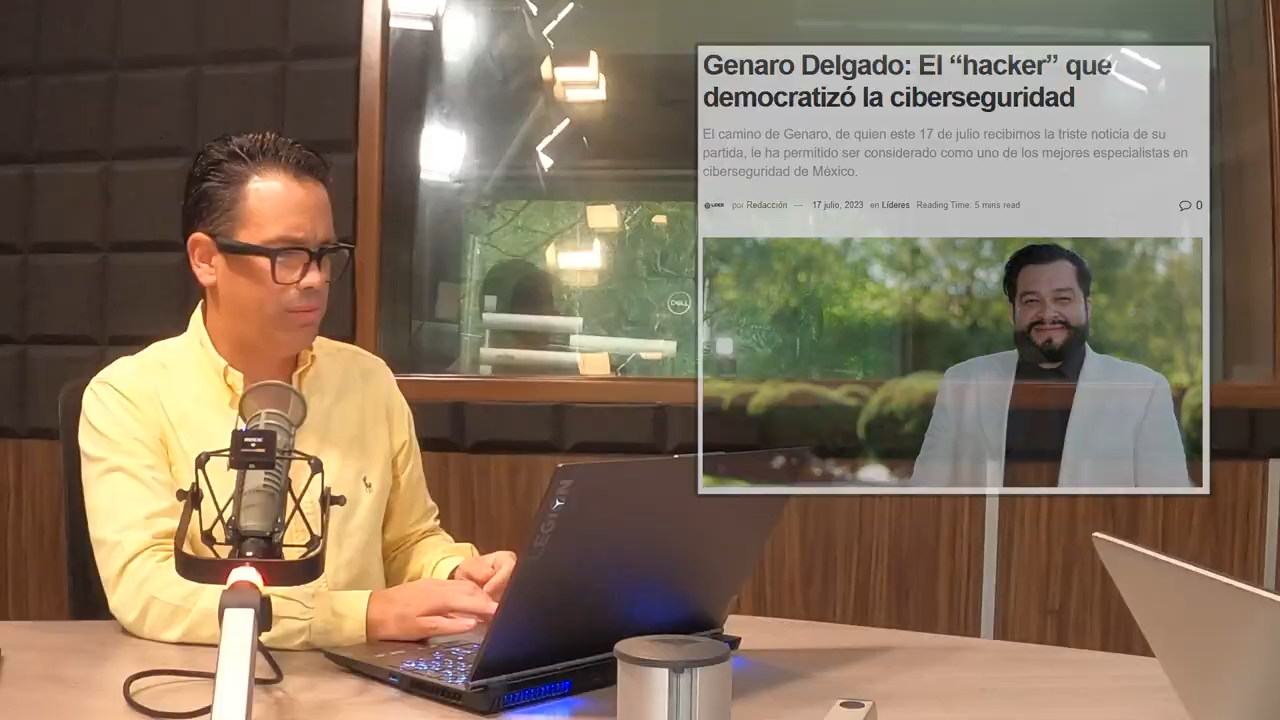 Genaro Delgado: El “hacker” que
democratizó la ciberseguridad
El camino de Genaro, de quien este 17 de julio recibimos la triste noticia de su
partida, le ha permitido ser considerado como uno de los mejores especialistas en
ciberseguridad de México.
por Redacción — 17 julio, 2023 en Líderes Reading Time: 5 mins read 0
DELL
LEGION